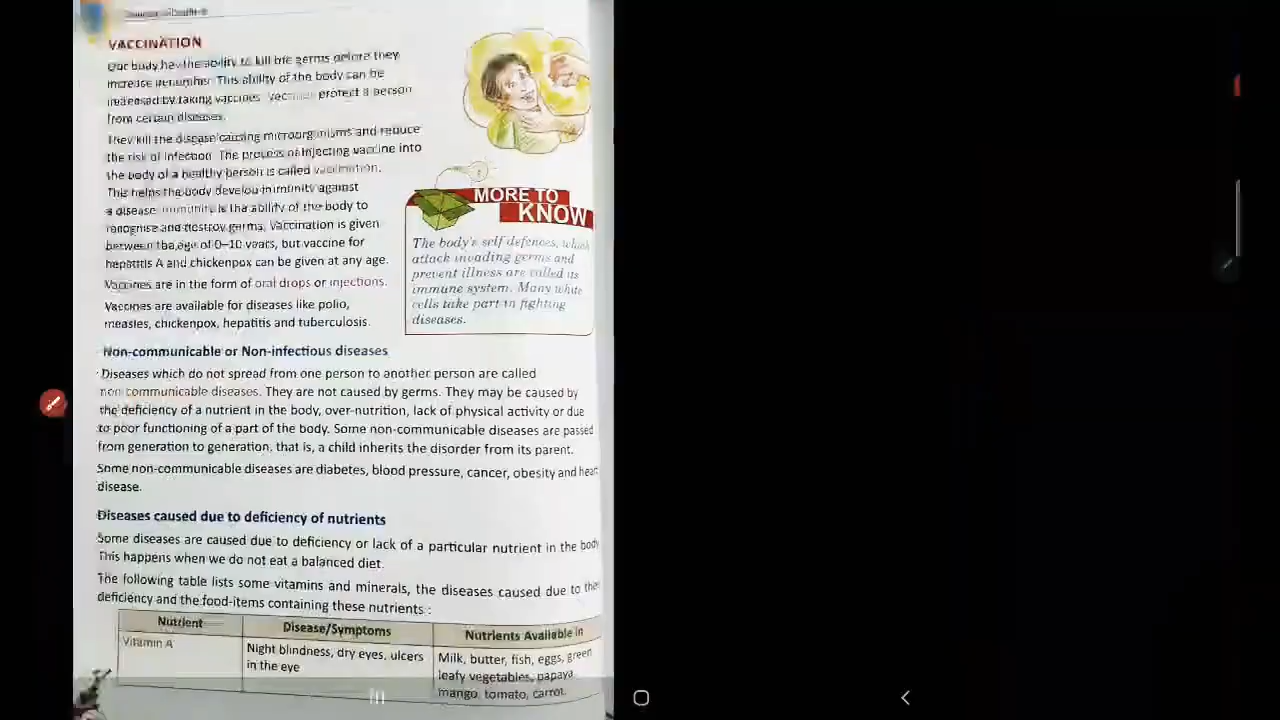 VACCINATION
Our body has the ability to kill the germs before they
increase in number. This ability of the body can be
increased by taking vaccines. Vaccines protect a person
from certain diseases.
They kill the disease causing microorganisms and reduce
the risk of infection. The process of injecting vaccine into
the body of a healthy person is called vaccination.
This helps the body develop immunity against
a disease. Immunity is the ability of the body to
recognise and destroy germs. Vaccination is given
between the age of 0–10 years, but vaccine for
hepatitis A and chickenpox can be given at any age.
Vaccines are in the form of oral drops or injections.
Vaccines are available for diseases like polio,
measles, chickenpox, hepatitis and tuberculosis.
MORE TO
KNOW
The body's self defences, which
attack invading germs and
prevent illness are called its
immune system. Many white
cells take part in fighting
diseases.
Non-communicable or Non-infectious diseases
Diseases which do not spread from one person to another person are called
non communicable diseases. They are not caused by germs. They may be caused by
the deficiency of a nutrient in the body, over-nutrition, lack of physical activity or due
to poor functioning of a part of the body. Some non-communicable diseases are passed
from generation to generation, that is, a child inherits the disorder from its parent.
Some non-communicable diseases are diabetes, blood pressure, cancer, obesity and heart
disease.
Diseases caused due to deficiency of nutrients
Some diseases are caused due to deficiency or lack of a particular nutrient in the body
This happens when we do not eat a balanced diet.
The following table lists some vitamins and minerals, the diseases caused due to the
deficiency and the food-items containing these nutrients :
Nutrient Disease/Symptoms Nutrients Available in
Vitamin A Night blindness, dry eyes, ulcers Milk, butter, fish, eggs, green
in the eye leafy vegetables, papaya
mango, tomato, carrot.